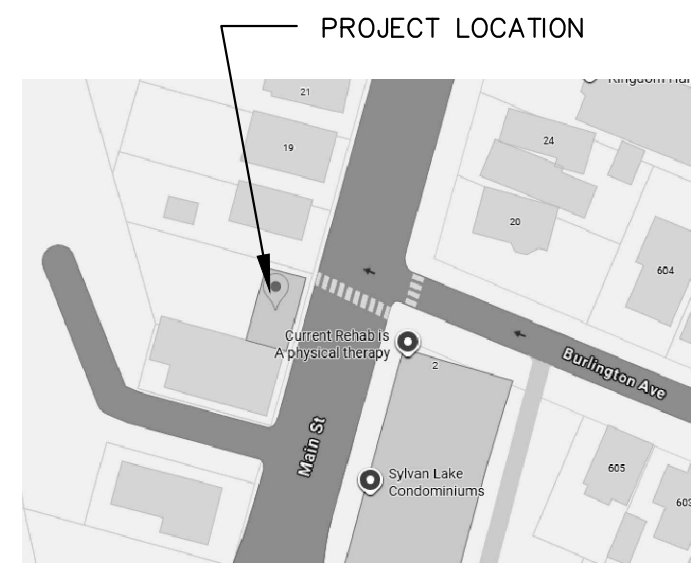 PROJECT LOCATION
21
19
24
20
604
Current Rehab is
A physical therapy
2
Burlington Ave
Main St
Sylvan Lake
Condominiums
605
603